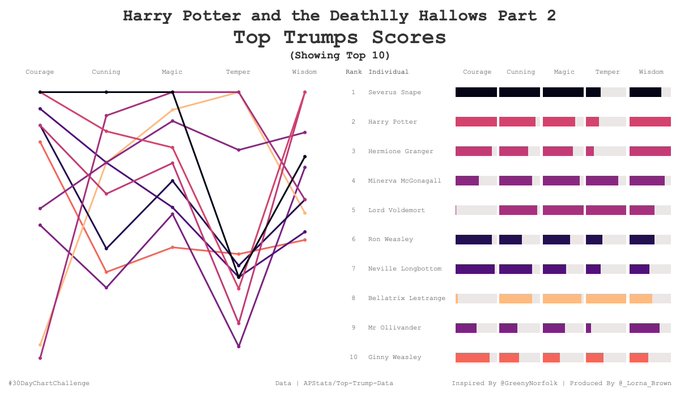 Harry Potter and the Deathlly Hallows Part 2
Top Trumps Scores
(Showing Top 10)
Courage Cunning Magic Temper Wisdom
Rank Individual Courage Cunning Magic Temper Wisdom
1 Severus Snape
2 Harry Potter
3 Hermione Granger
4 Minerva McGonagall
5 Lord Voldemort
6 Ron Weasley
7 Neville Longbottom
8 Bellatrix Lestrange
9 Mr Ollivander
10 Ginny Weasley
#30DayChartChallenge Data | APStats/Top-Trump-Data Inspired By @GreenyNorfolk | Produced By @_Lorna_Brown